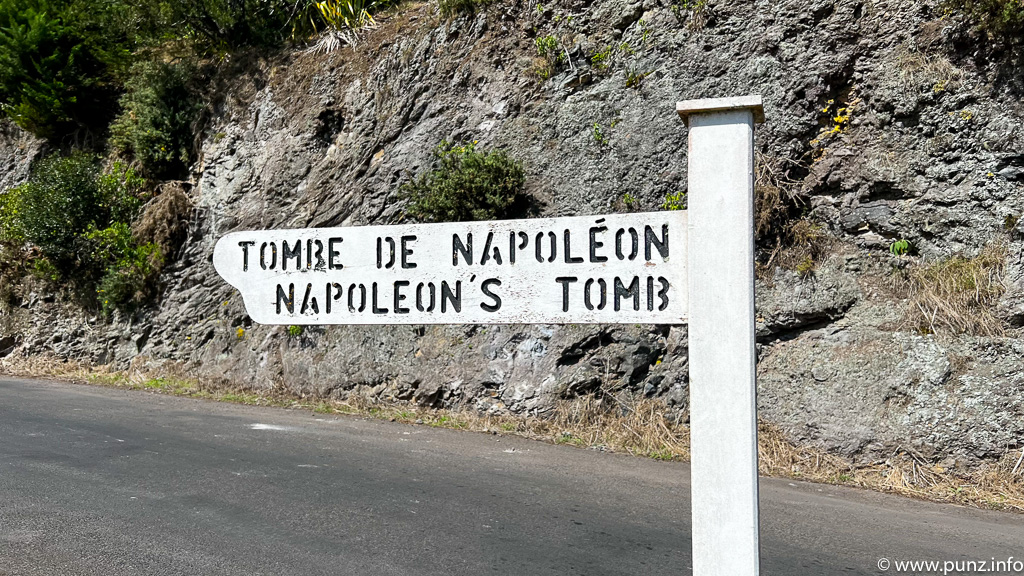 TOMBE DE NAPOLÉON
NAPOLEON'S TOMB
© www.punz.info